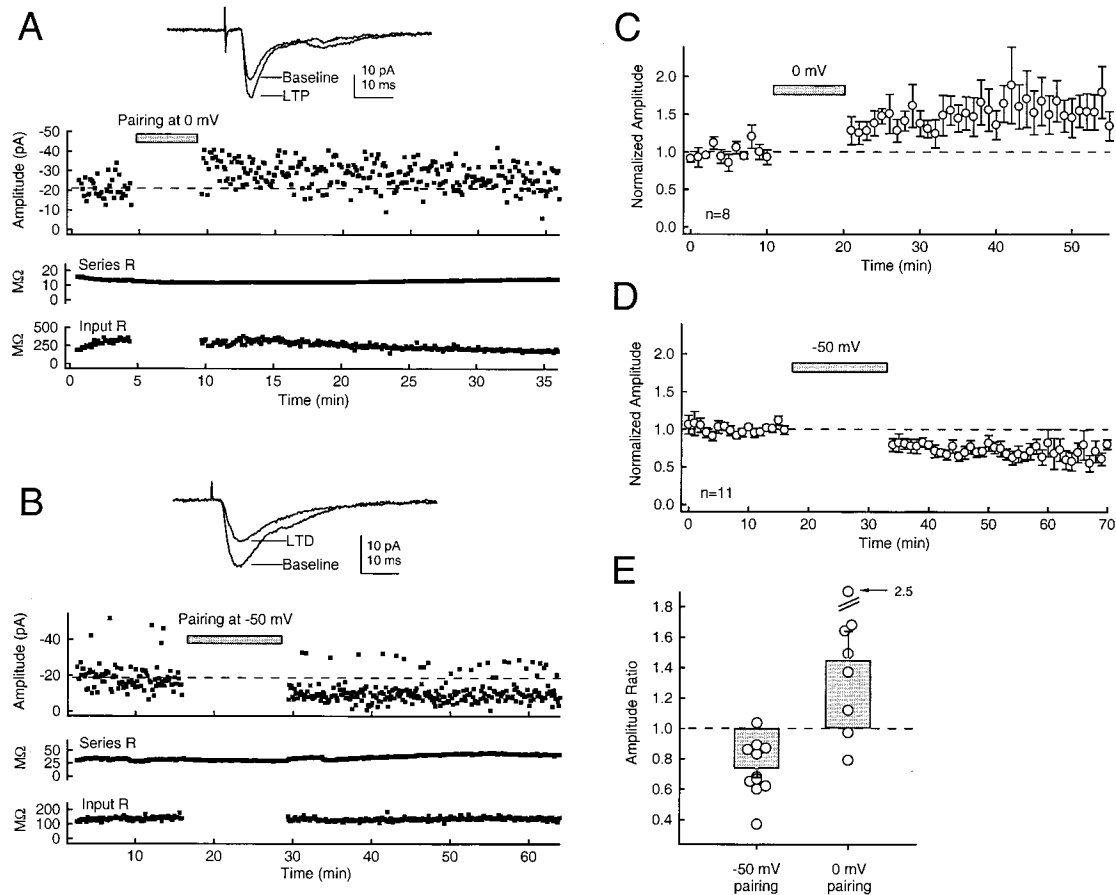 A
Baseline
LTP
10 pA
10 ms
Pairing at 0 mV
Amplitude (pA)
-50
-40
-30
-20
-10
0
Series R
MΩ
20
10
0
Input R
MΩ
500
250
0
0 5 10 15 20 25 30 35
Time (min)
B
LTD
Baseline
10 pA
10 ms
Pairing at -50 mV
Amplitude (pA)
-40
-20
0
Series R
MΩ
50
25
0
Input R
MΩ
200
100
0
10 20 30 40 50 60
Time (min)
C
0 mV
Normalized Amplitude
2.0
1.5
1.0
0.5
0.0
n=8
0 10 20 30 40 50
Time (min)
D
-50 mV
Normalized Amplitude
2.0
1.5
1.0
0.5
0.0
n=11
0 10 20 30 40 50 60 70
Time (min)
E
2.5
Amplitude Ratio
1.8
1.6
1.4
1.2
1.0
0.8
0.6
0.4
-50 mV pairing
0 mV pairing